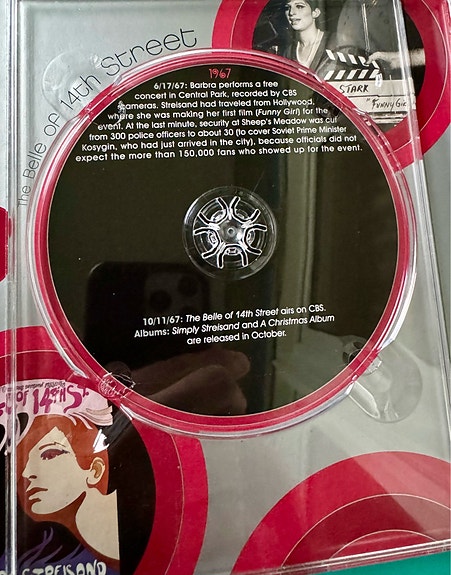 The Belle of 14th Street
STARK
"Funny Girl
1967
6/17/67: Barbra performs a free
concert in Central Park, recorded by CBS
cameras. Streisand had traveled from Hollywood,
where she was making her first film (Funny Girl) for the
event. At the last minute, security at Sheep's Meadow was cut
from 300 police officers to about 30 (to cover Soviet Prime Minister
Kosygin, who had just arrived in the city), because officials did not
expect the more than 150,000 fans who showed up for the event.
10/11/67: The Belle of 14th Street airs on CBS.
Albums: Simply Streisand and A Christmas Album
are released in October.
OF 14TH ST
STREISAND